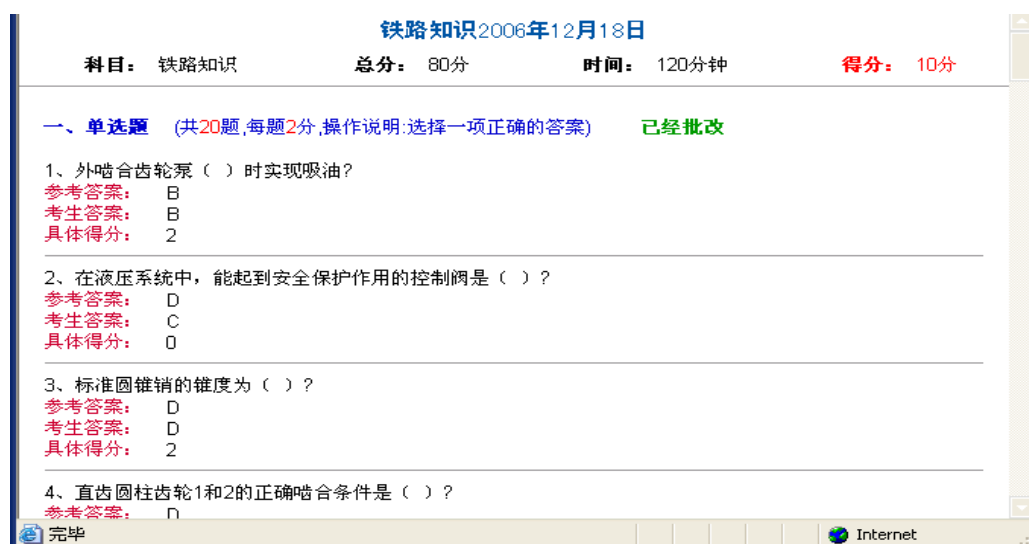 铁路知识2006年12月18日
科目： 铁路知识 总分： 80分 时间： 120分钟 得分： 10分
一、单选题 (共20题,每题2分,操作说明:选择一项正确的答案) 已经批改
1、外啮合齿轮泵（ ）时实现吸油?
参考答案： B
考生答案： B
具体得分： 2
2、在液压系统中，能起到安全保护作用的控制阀是（ ）?
参考答案： D
考生答案： C
具体得分： 0
3、标准圆锥销的锥度为（ ）?
参考答案： D
考生答案： D
具体得分： 2
4、直齿圆柱齿轮1和2的正确啮合条件是（ ）?
参考答案： D
完毕 Internet